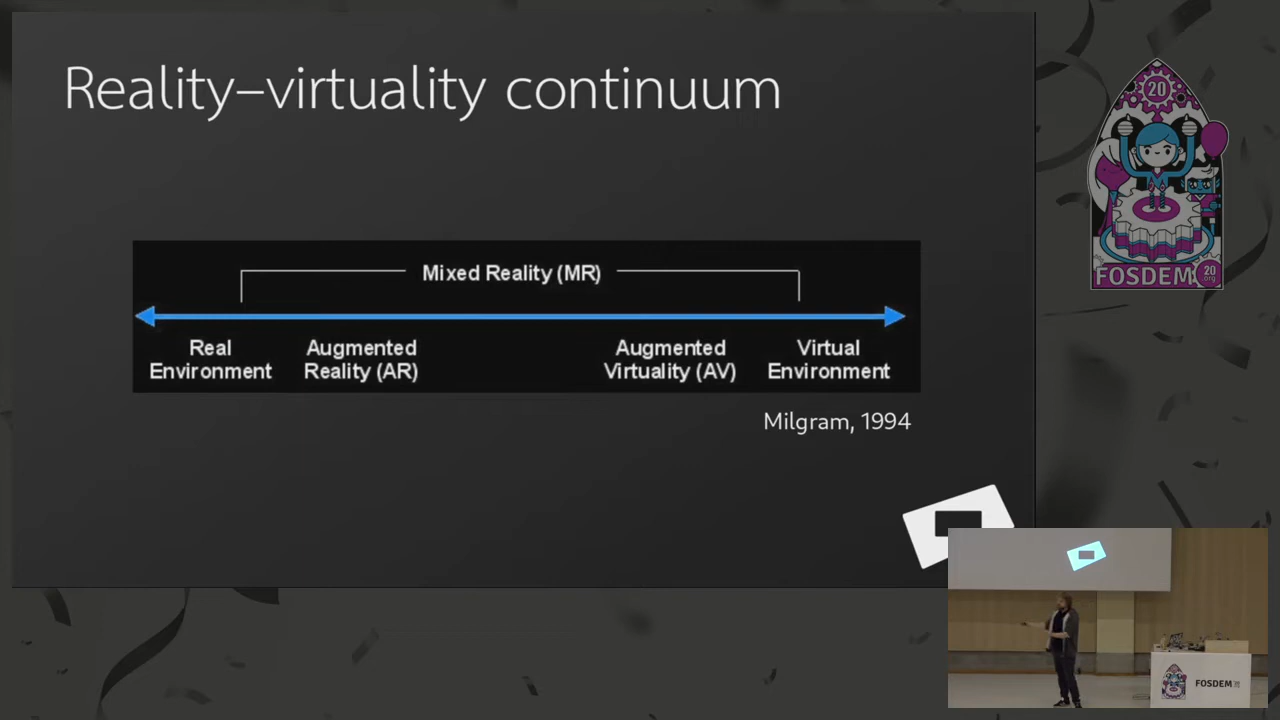 Reality–virtuality continuum
Mixed Reality (MR)
Real
Environment
Augmented
Reality (AR)
Augmented
Virtuality (AV)
Virtual
Environment
Milgram, 1994
20
FOSDEM
20
.org
FOSDEM